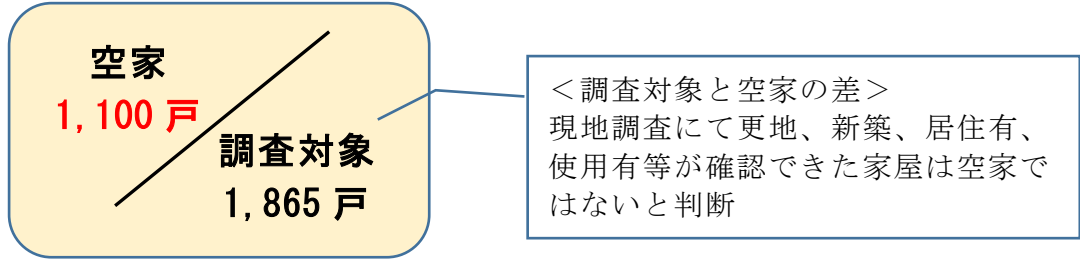 空家
1,100 戸
調査対象
1,865 戸
＜調査対象と空家の差＞
現地調査にて更地、新築、居住有、
使用有等が確認できた家屋は空家で
はないと判断